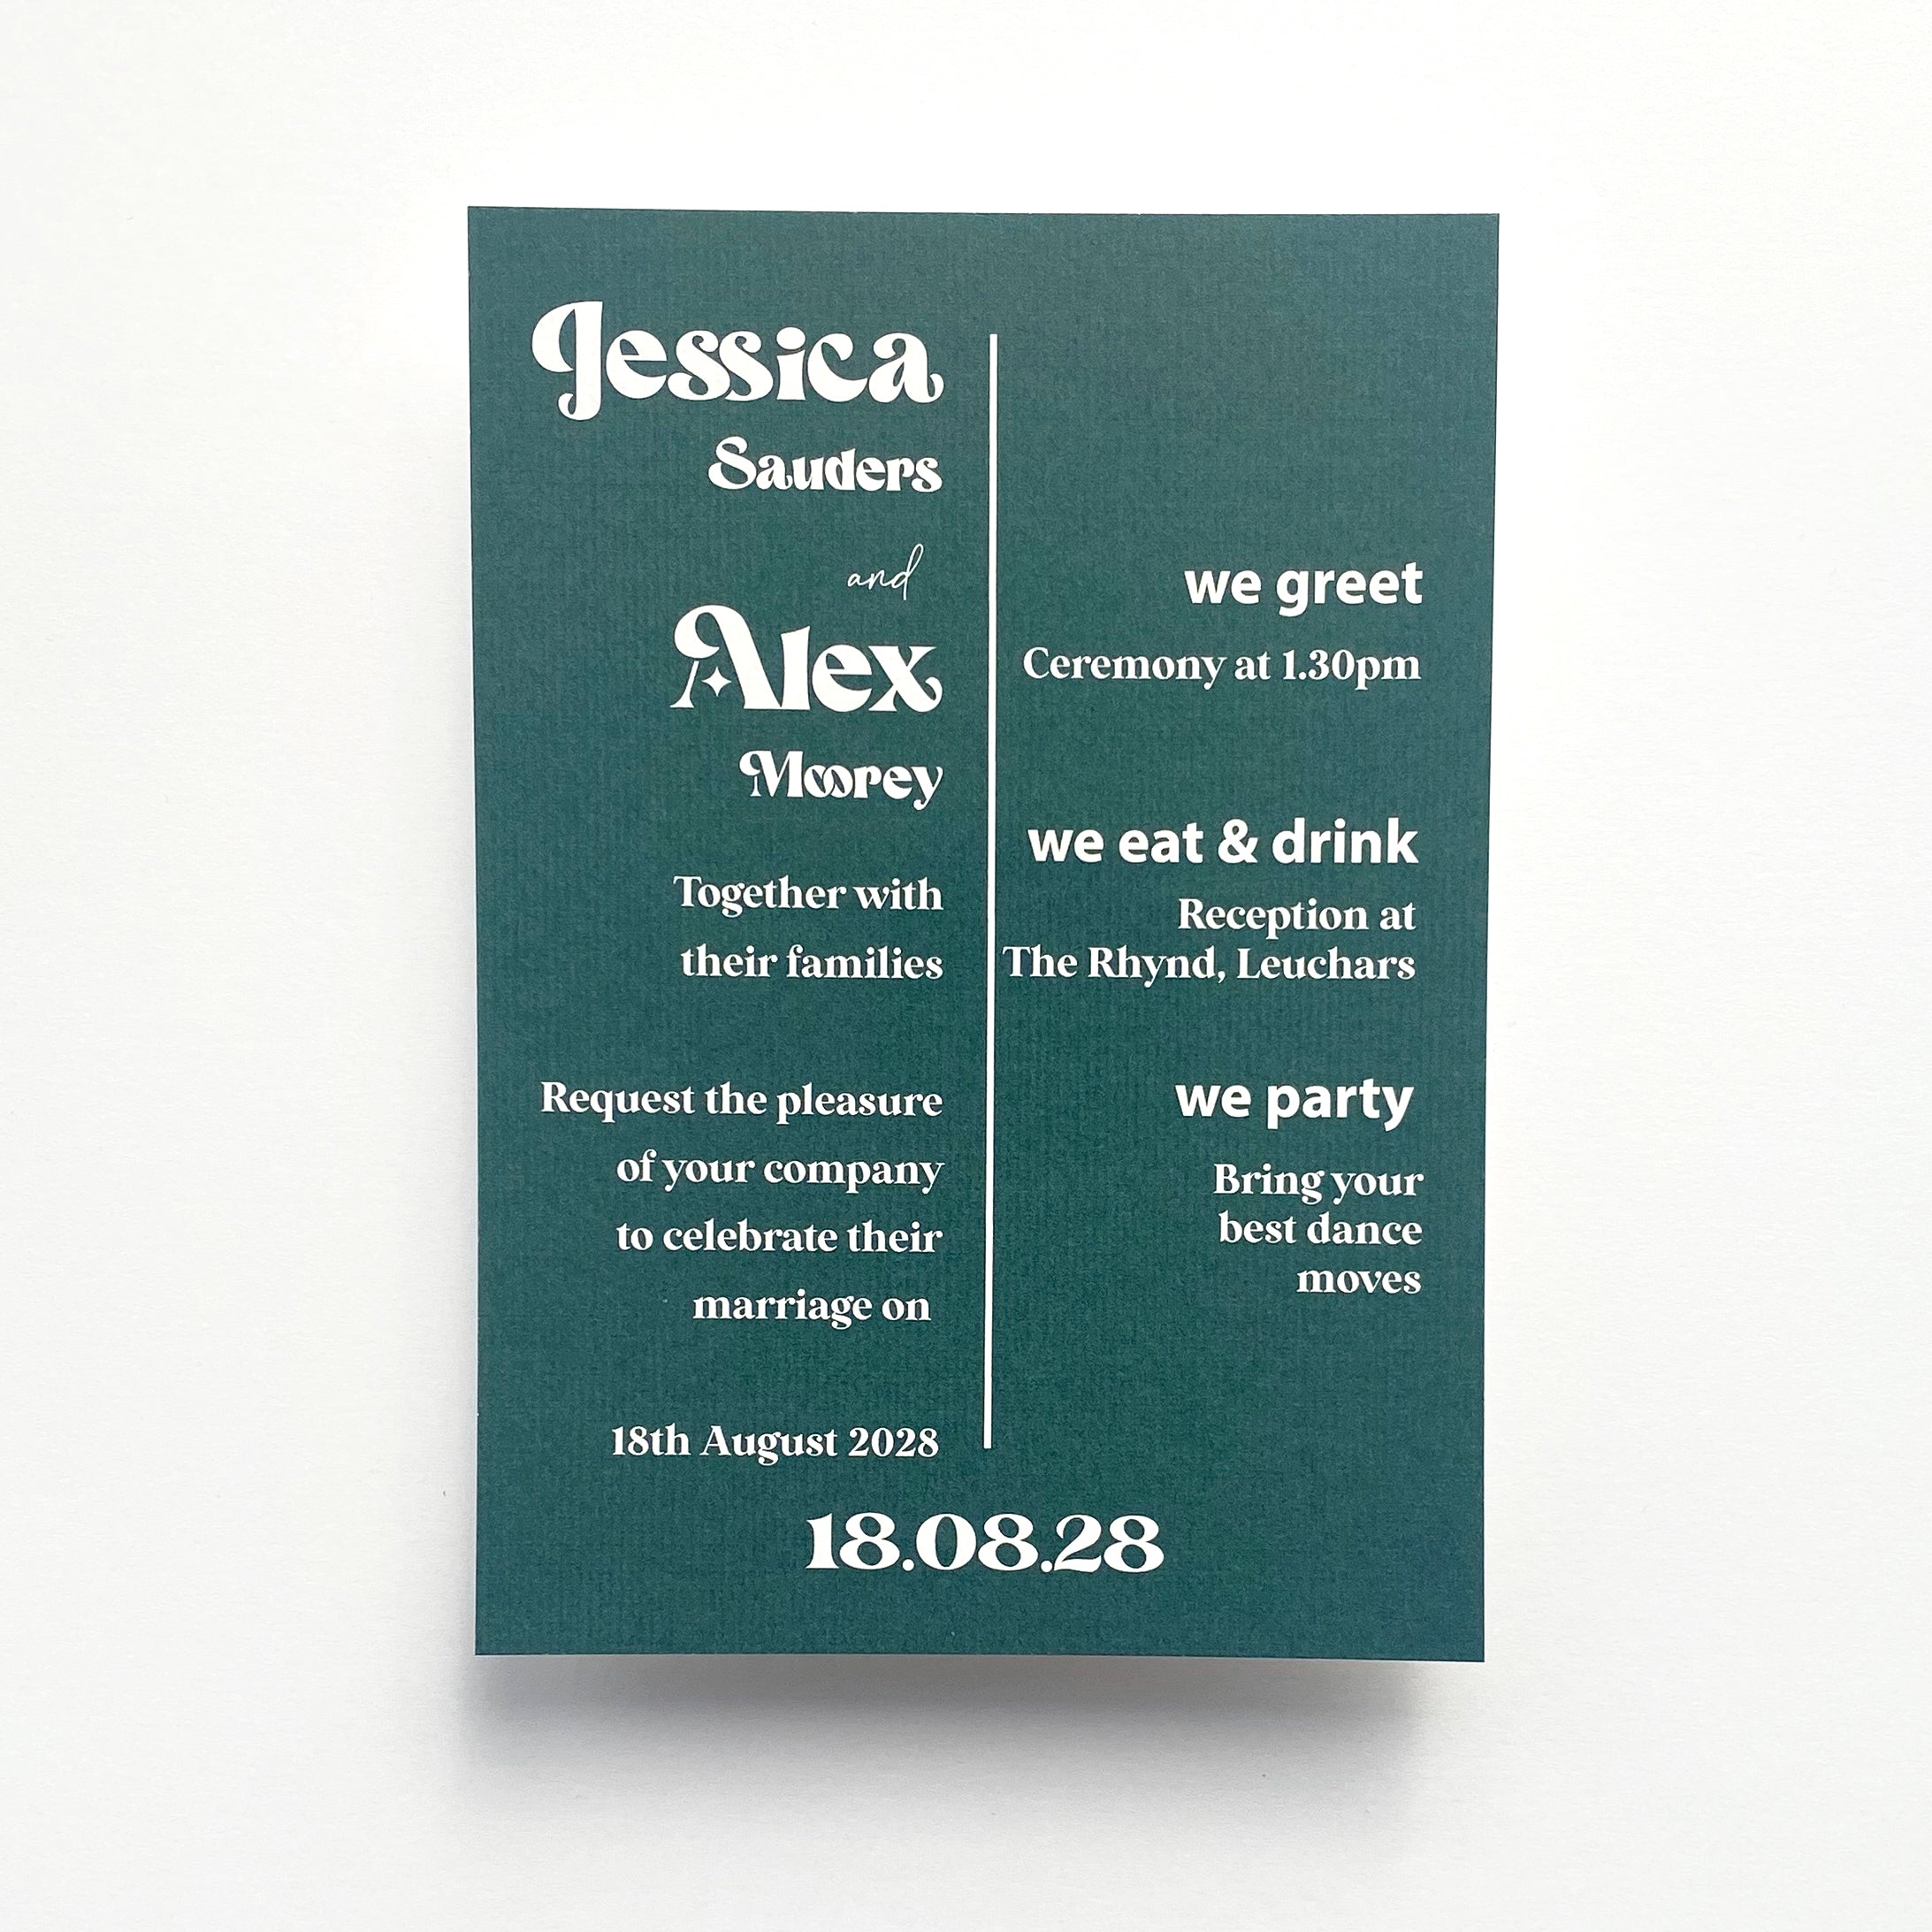 Jessica
Sauders
and
Alex
Moorey
Together with
their families
Request the pleasure
of your company
to celebrate their
marriage on
18th August 2028
we greet
Ceremony at 1.30pm
we eat & drink
Reception at
The Rhynd, Leuchars
we party
Bring your
best dance
moves
18.08.28